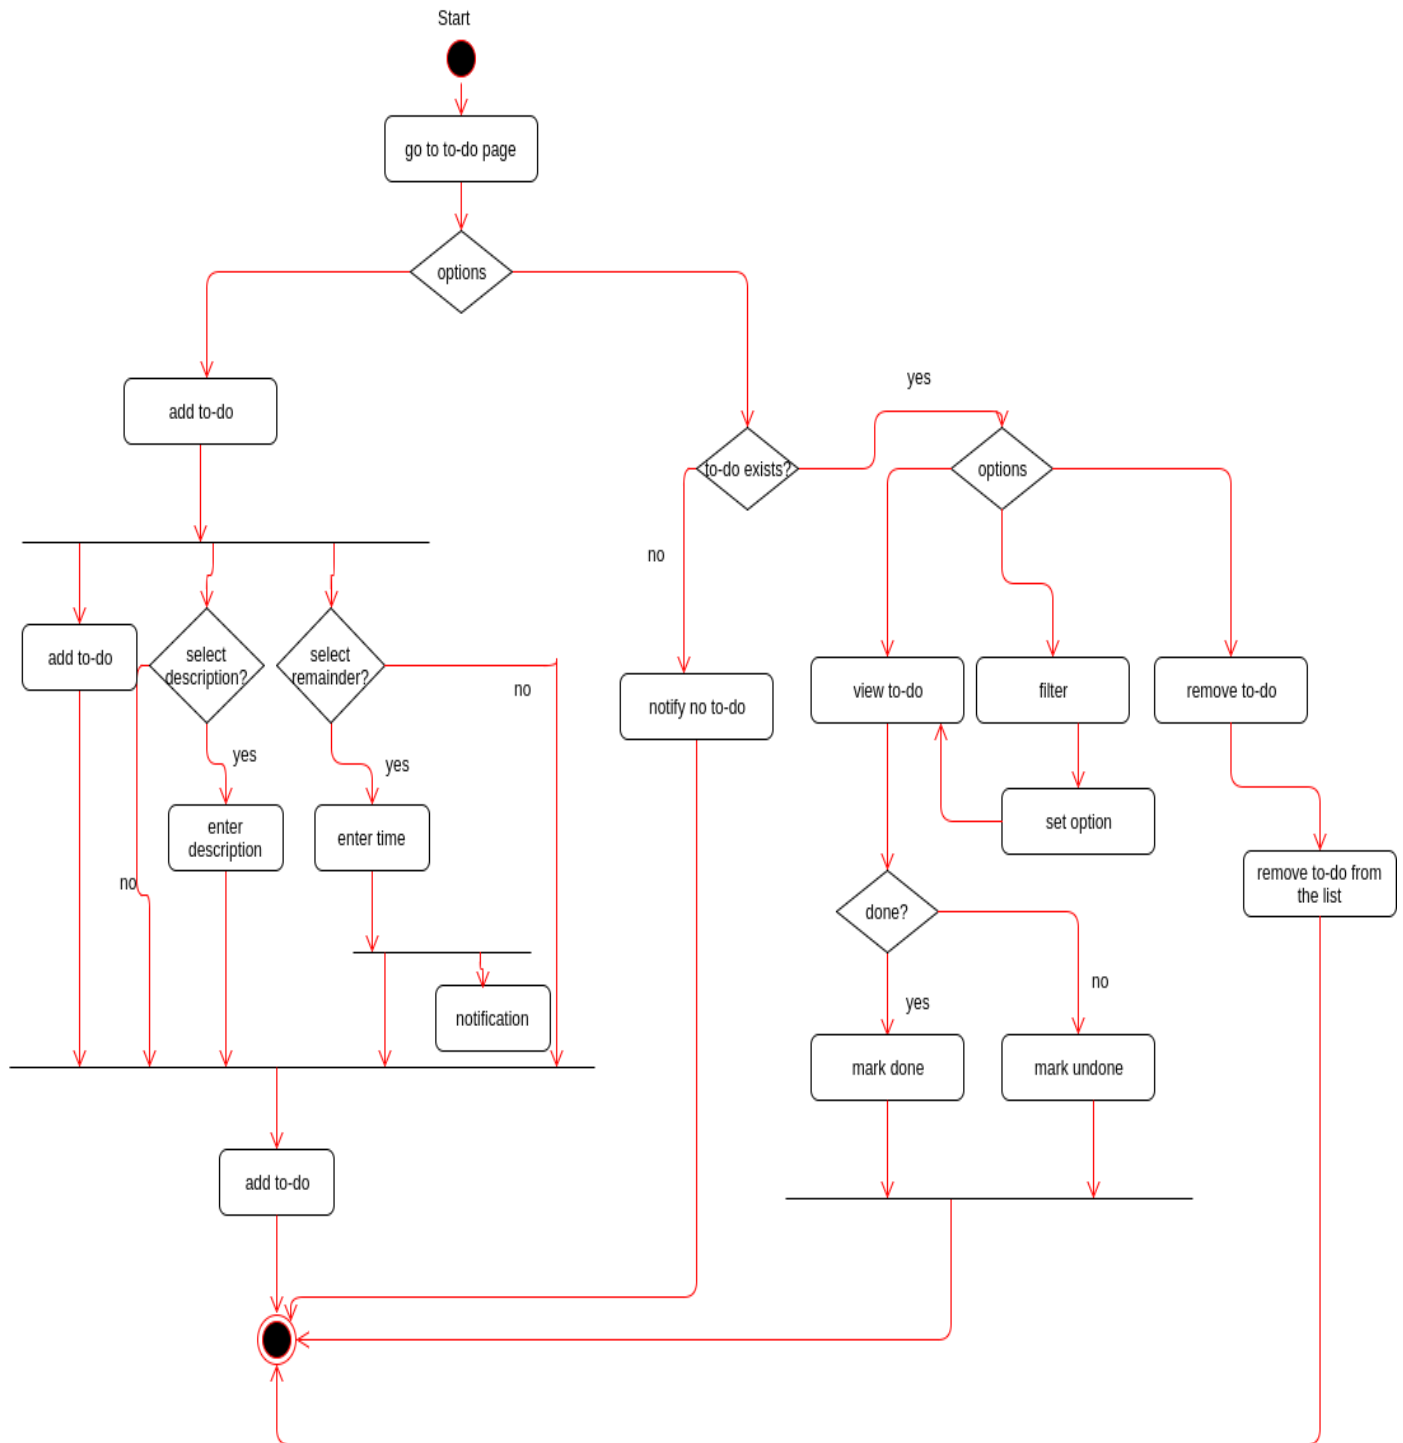 Start
go to to-do page
options
yes
add to-do
to-do exists?
options
no
add to-do
select
description?
select
remainder?
no
view to-do
filter
remove to-do
notify no to-do
yes
yes
enter
description
enter time
set option
no
remove to-do from
the list
done?
no
yes
notification
mark done
mark undone
add to-do